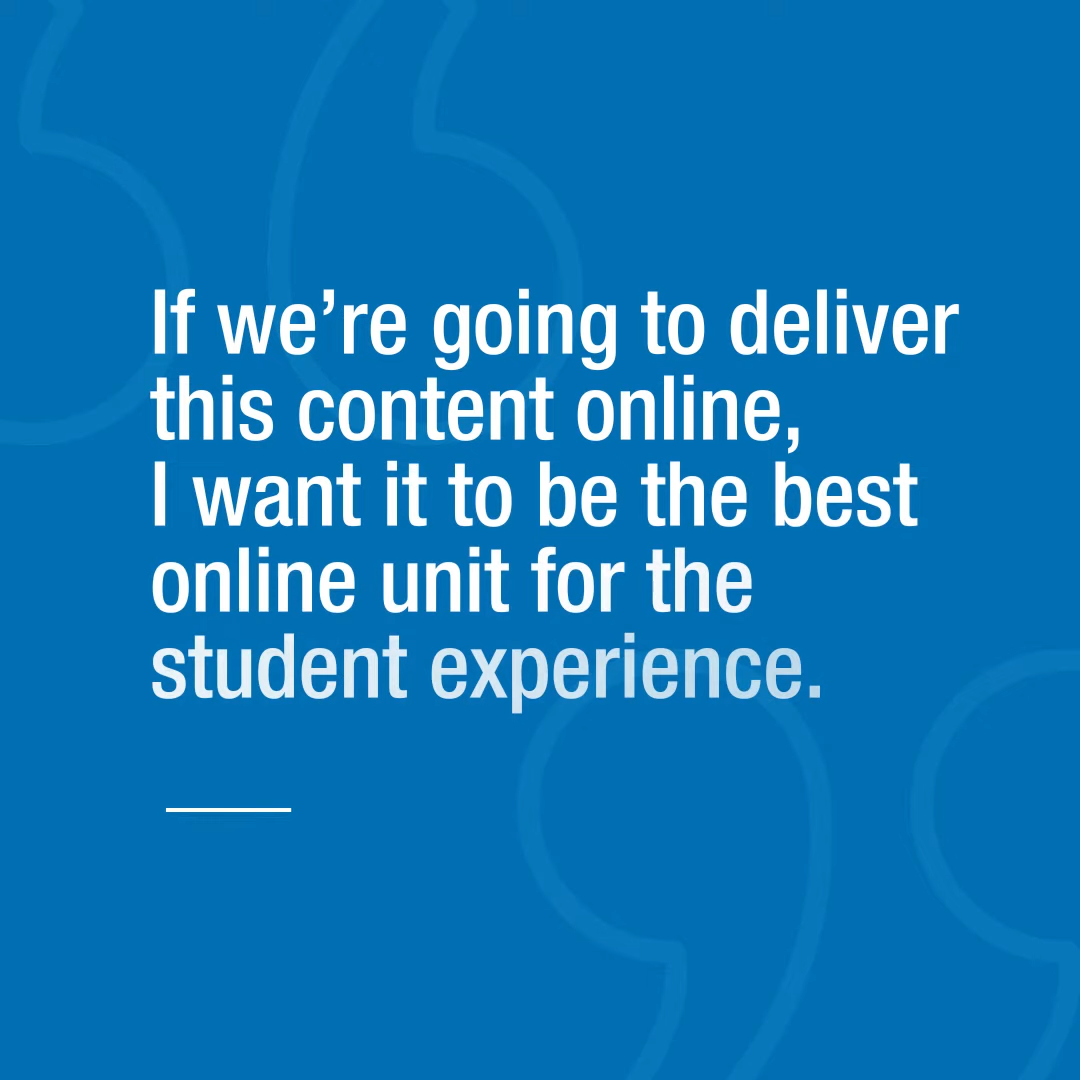 If we’re going to deliver
this content online,
I want it to be the best
online unit for the
student experience.